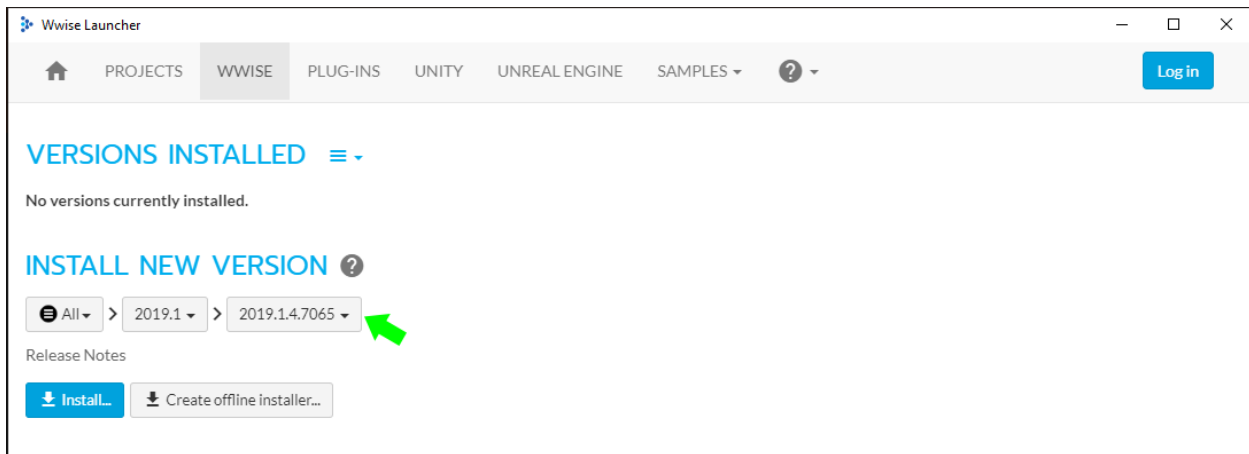 Wwise Launcher
PROJECTS WWISE PLUG-INS UNITY UNREAL ENGINE SAMPLES ? Log in
VERSIONS INSTALLED
No versions currently installed.
INSTALL NEW VERSION ?
All > 2019.1 > 2019.1.4.7065
Release Notes
Install... Create offline installer...